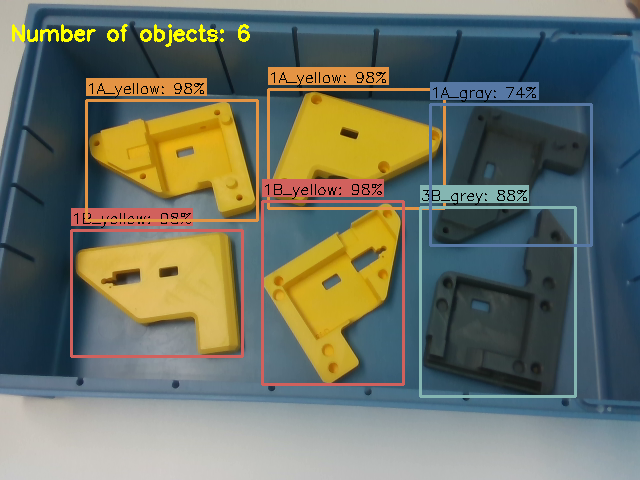 Number of objects: 6
1A_yellow: 98%
1A_yellow: 98%
1A_gray: 74%
1B_yellow: 98%
3B_grey: 88%
1B_yellow: 98%